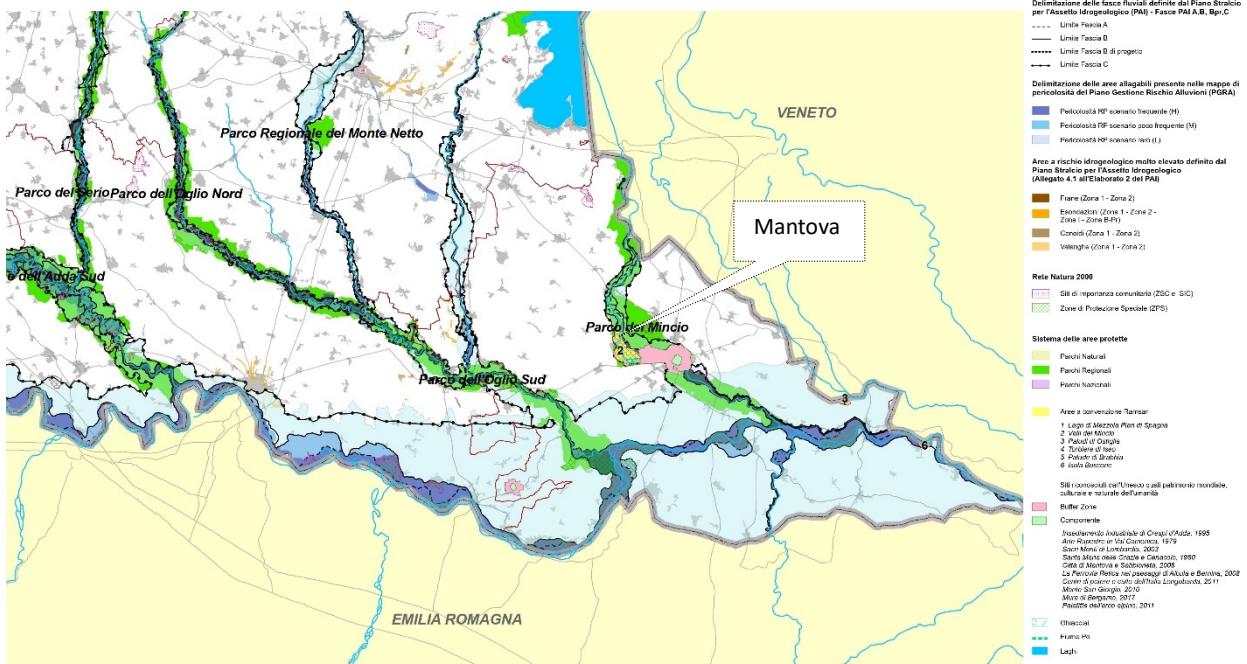 VENETO
Parco Regionale del Monte Netto
Parco del Serio
Parco dell'Oglio Nord
Mantova
o dell'Adda Sud
Parco del Mincio
2
Parco dell'Oglio Sud
3
6
EMILIA ROMAGNA
Delimitazione delle fasce fluviali definite dal Piano Stralcio
per l'Assetto Idrogeologico (PAI) - Fasce PAI A,B, Bpr,C
Limite Fascia A
Limite Fascia B
Limite Fascia B di progetto
Limite Fascia C
Delimitazione delle aree allagabili presente nelle mappe di
pericolosità del Piano Gestione Rischio Alluvioni (PGRA)
Pericolosità RP scenario frequente (H)
Pericolosità RP scenario poco frequente (M)
Pericolosità RP scenario raro (L)
Aree a rischio idrogeologico molto elevato definito dal
Piano Stralcio per l'Assetto Idrogeologico
(Allegato 4.1 all'Elaborato 2 del PAI)
Frane (Zona 1 - Zona 2)
Esondazioni (Zona 1 - Zona 2 -
Zona I - Zona B-Pr)
Conoidi (Zona 1 - Zona 2)
Valanghe (Zona 1 - Zona 2)
Rete Natura 2000
Siti di importanza comunitaria (ZSC e SIC)
Zone di Protezione Speciale (ZPS)
Sistema delle aree protette
Parchi Naturali
Parchi Regionali
Parchi Nazionali
Aree a convenzione Ramsar
1 Lago di Mezzola Pian di Spagna
2 Valli del Mincio
3 Paludi di Ostiglia
4 Torbiere di Iseo
5 Palude di Brabbia
6 Isola Boscone
Siti riconosciuti dall'Unesco quali patrimonio mondiale,
culturale e naturale dell'umanità
Buffer Zone
Componente
Insediamento industriale di Crespi d'Adda, 1995
Arte Rupestre in Val Camonica, 1979
Sacri Monti di Lombardia, 2003
Santa Maria delle Grazie e Cenacolo, 1980
Città di Mantova e Sabbioneta, 2008
La Ferrovia Retica nei paesaggi di Albula e Bernina, 2008
Centri di potere e culto dell'Italia Longobarda, 2011
Monte San Giorgio, 2010
Mura di Bergamo, 2017
Palafitte dell'arco alpino, 2011
Ghiacciai
Fiume Po
Laghi